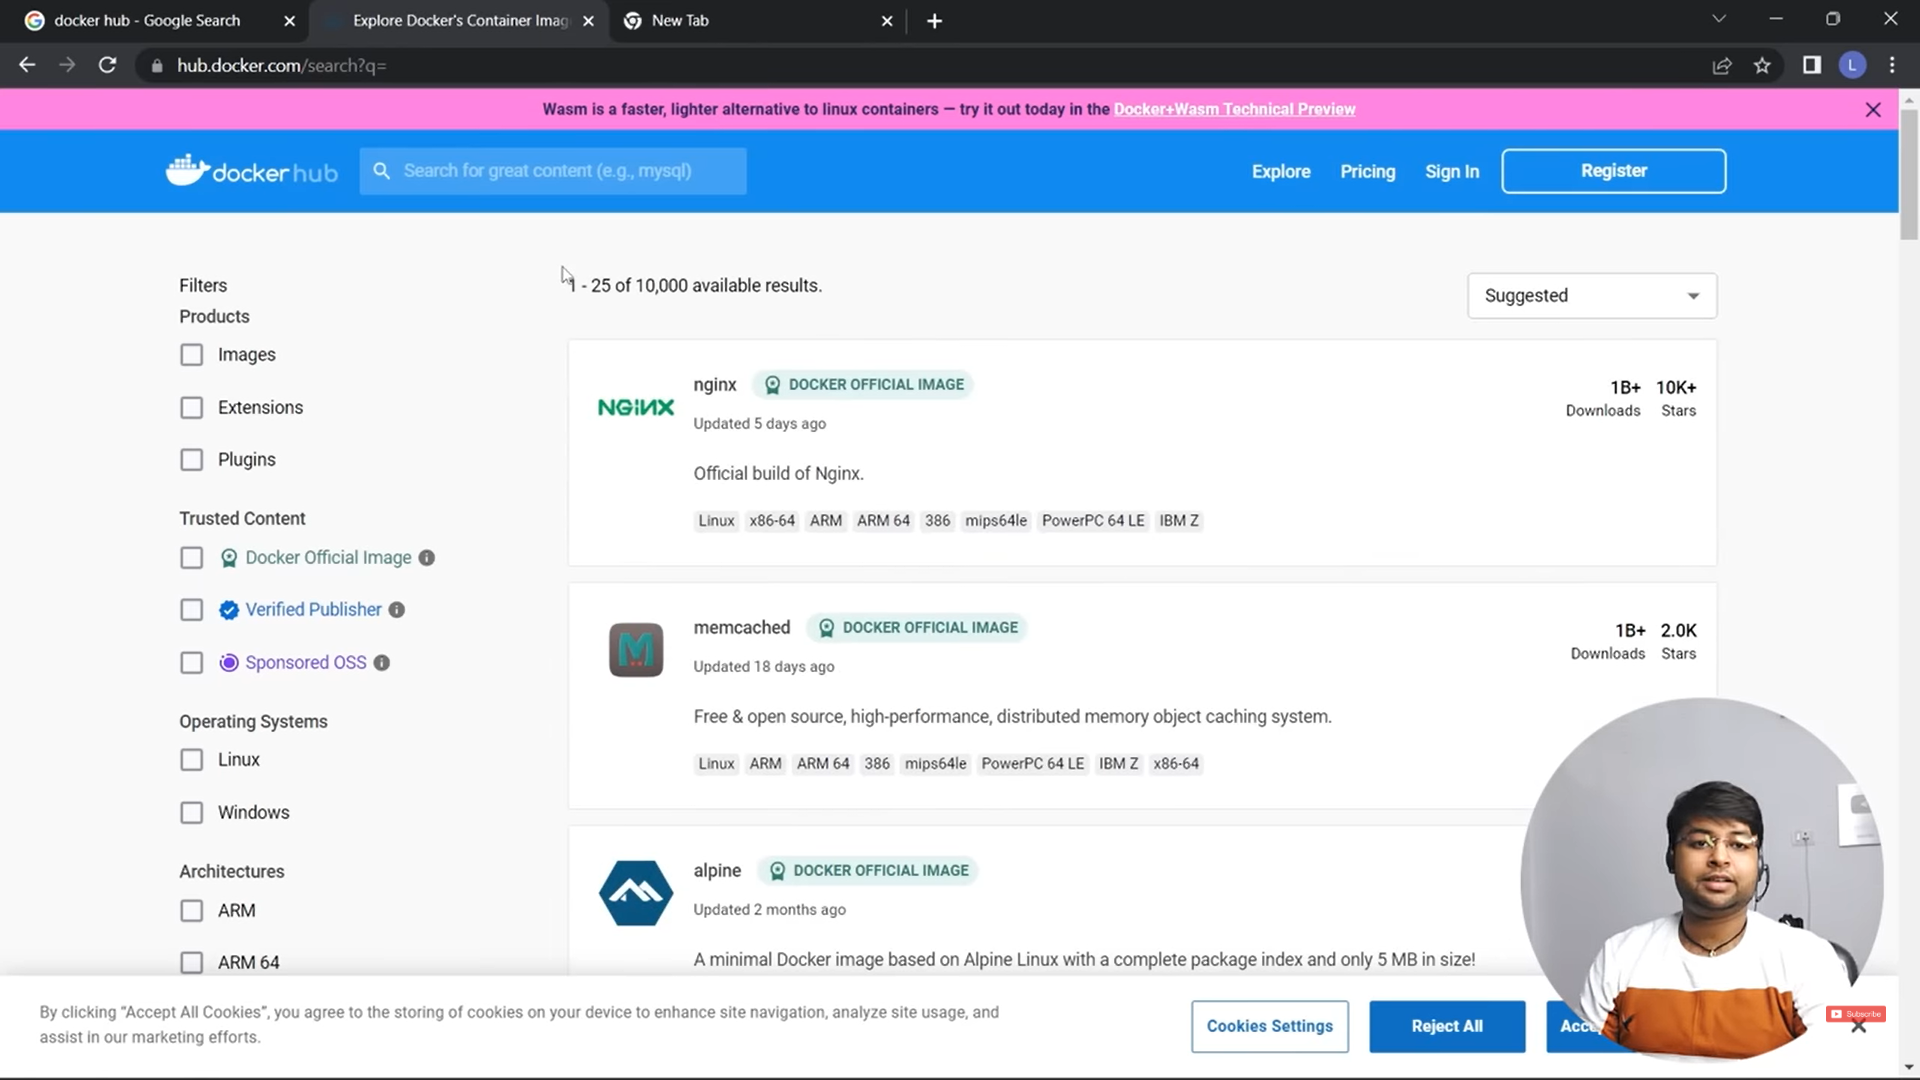 docker hub - Google Search
Explore Docker's Container Imag
New Tab
hub.docker.com/search?q=
L
Wasm is a faster, lighter alternative to linux containers — try it out today in the Docker+Wasm Technical Preview
docker hub
Search for great content (e.g., mysql)
Explore
Pricing
Sign In
Register
Filters
Products
Images
Extensions
Plugins
Trusted Content
Docker Official Image
Verified Publisher
Sponsored OSS
Operating Systems
Linux
Windows
Architectures
ARM
ARM 64
1 - 25 of 10,000 available results.
Suggested
NGINX
nginx
DOCKER OFFICIAL IMAGE
1B+ 10K+
Downloads Stars
Updated 5 days ago
Official build of Nginx.
Linux x86-64 ARM ARM 64 386 mips64le PowerPC 64 LE IBM Z
memcached
DOCKER OFFICIAL IMAGE
1B+ 2.0K
Downloads Stars
Updated 18 days ago
Free & open source, high-performance, distributed memory object caching system.
Linux ARM ARM 64 386 mips64le PowerPC 64 LE IBM Z x86-64
alpine
DOCKER OFFICIAL IMAGE
Updated 2 months ago
A minimal Docker image based on Alpine Linux with a complete package index and only 5 MB in size!
By clicking “Accept All Cookies”, you agree to the storing of cookies on your device to enhance site navigation, analyze site usage, and
assist in our marketing efforts.
Cookies Settings
Reject All
Subscribe